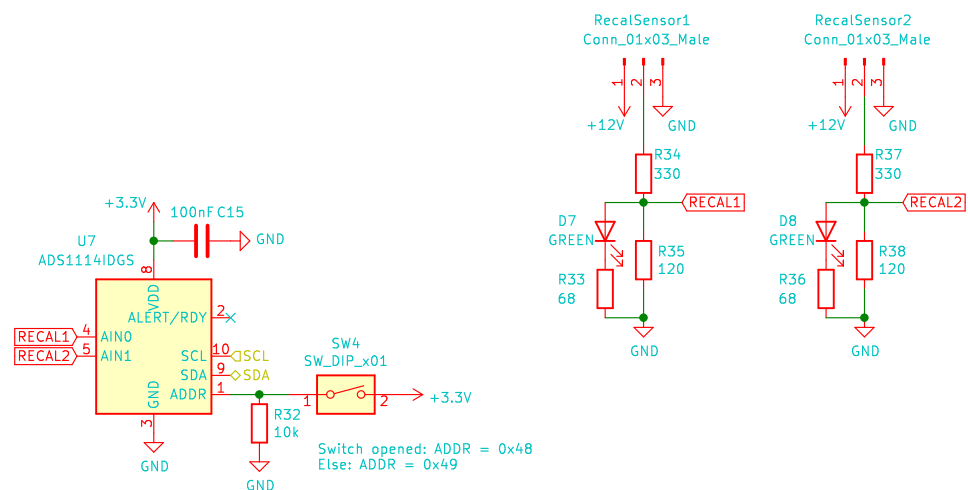 RecalSensor1
Conn_01x03_Male
1
2
3
+12V
GND
R34
330
RECAL1
D7
GREEN
R35
120
R33
68
GND
RecalSensor2
Conn_01x03_Male
1
2
3
+12V
GND
R37
330
RECAL2
D8
GREEN
R38
120
R36
68
GND
+3.3V
100nF C15
GND
U7
ADS1114IDGS
8
VDD
ALERT/RDY 2
RECAL1 4 AIN0
RECAL2 5 AIN1
SCL 10 SCL
SDA 9 SDA
ADDR 1
GND
3
GND
SW4
SW_DIP_x01
1
2
+3.3V
R32
10k
GND
Switch opened: ADDR = 0x48
Else: ADDR = 0x49